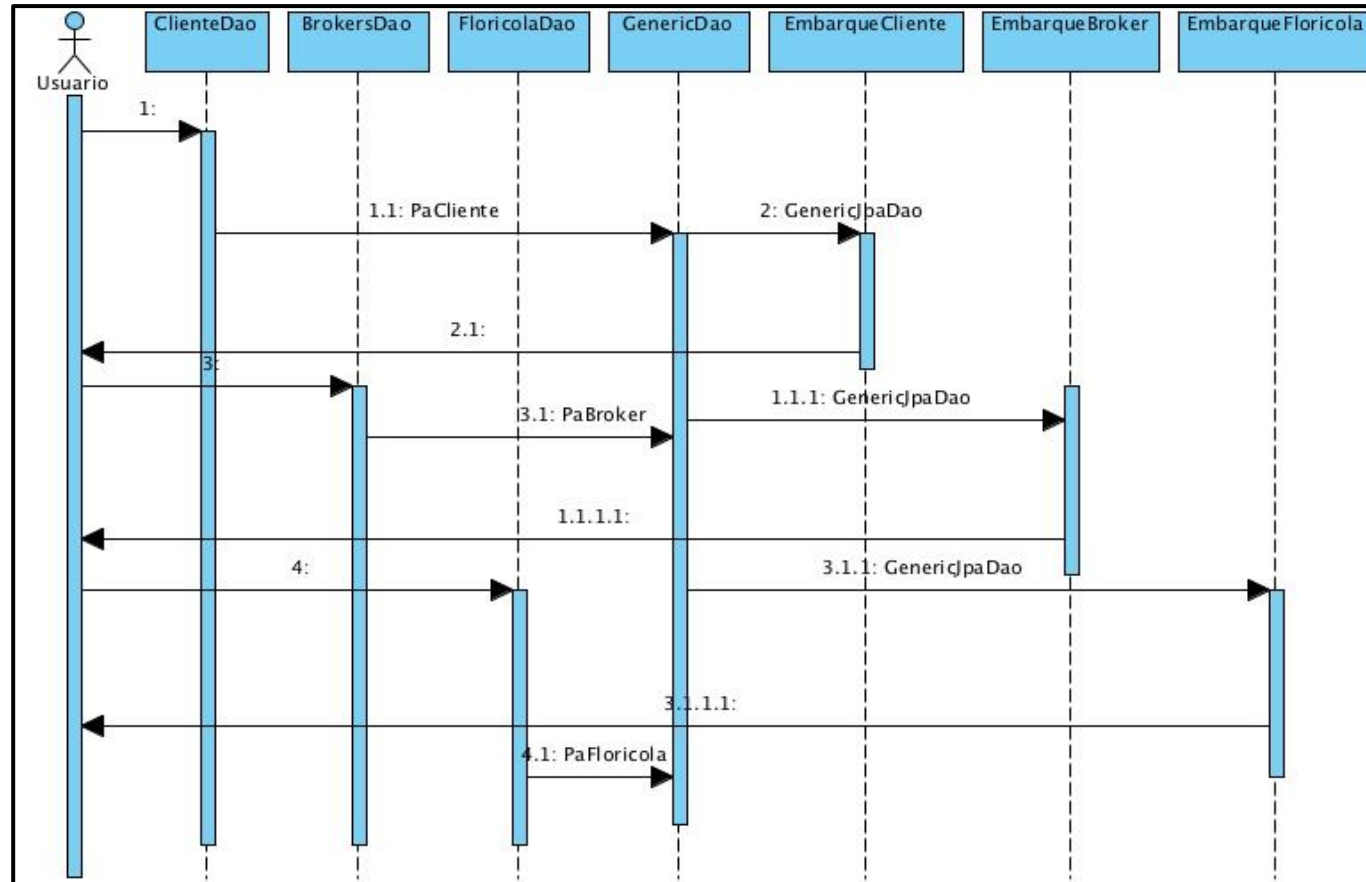 ClienteDao
BrokersDao
FloricolaDao
GenericDao
EmbarqueCliente
EmbarqueBroker
EmbarqueFloricola
Usuario
1:
1.1: PaCliente
2: GenericJpaDao
2.1:
3:
1.1.1: GenericJpaDao
3.1: PaBroker
1.1.1.1:
4:
3.1.1: GenericJpaDao
3.1.1.1:
4.1: PaFloricola